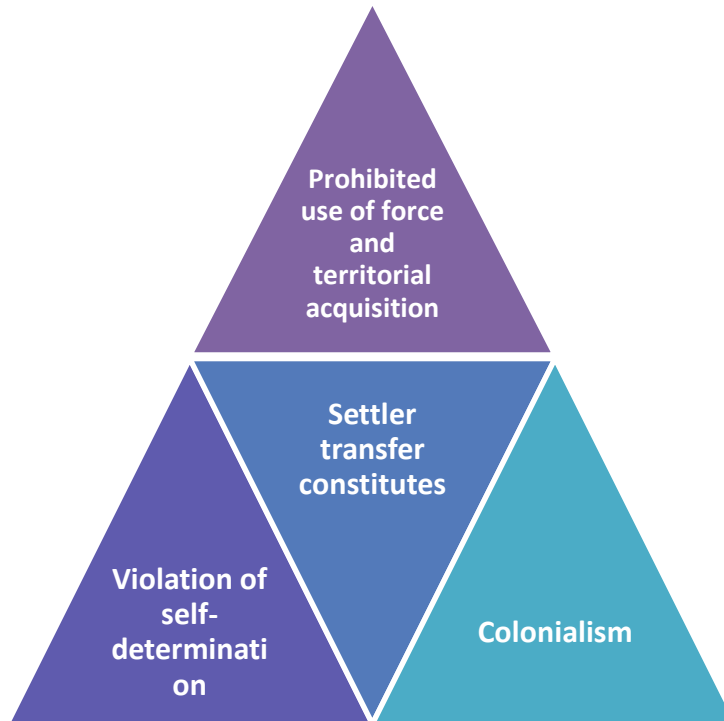 Prohibited
use of force
and
territorial
acquisition
Settler
transfer
constitutes
Violation of
self-
determinati
on
Colonialism